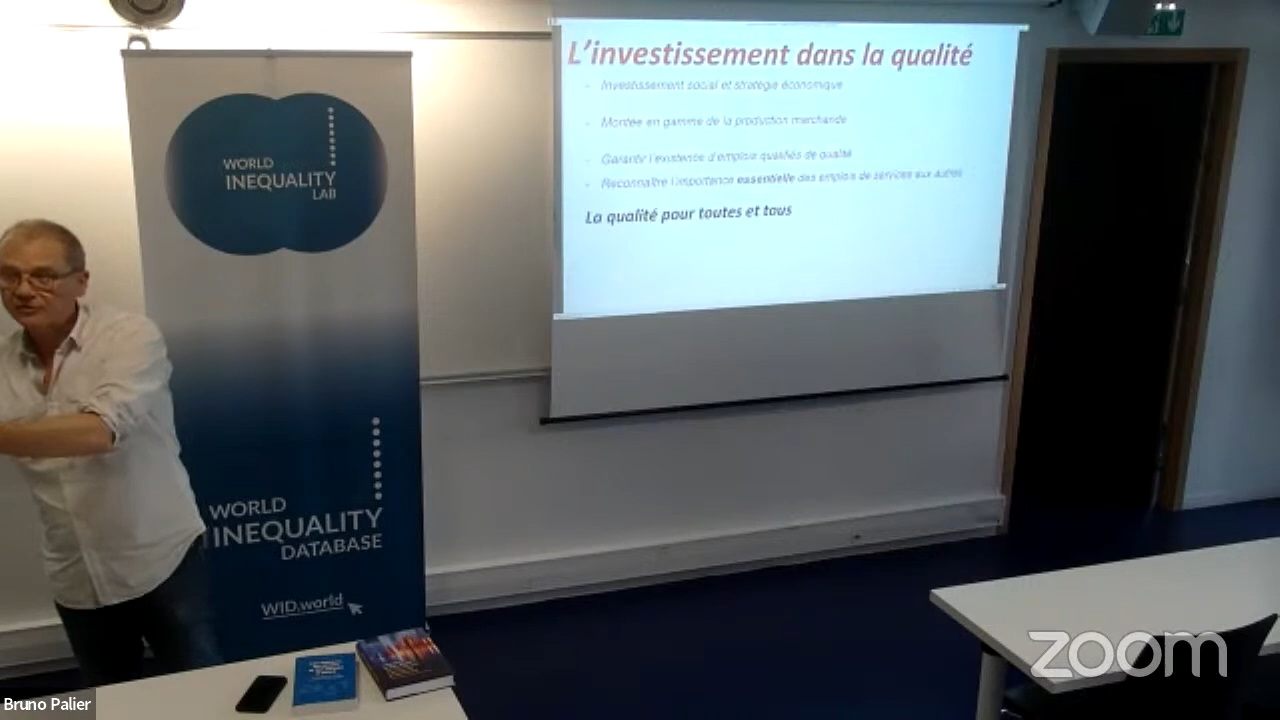 L'investissement dans la qualité
- Investissement social et stratégie économique
- Montée en gamme de la production marchande
- Garantir l'existence d'emplois qualifiés de qualité
- Reconnaître l'importance essentielle des emplois de services aux autres
La qualité pour toutes et tous
WORLD
INEQUALITY
LAB
WORLD
INEQUALITY
DATABASE
WID.world
zoom
Bruno Palier